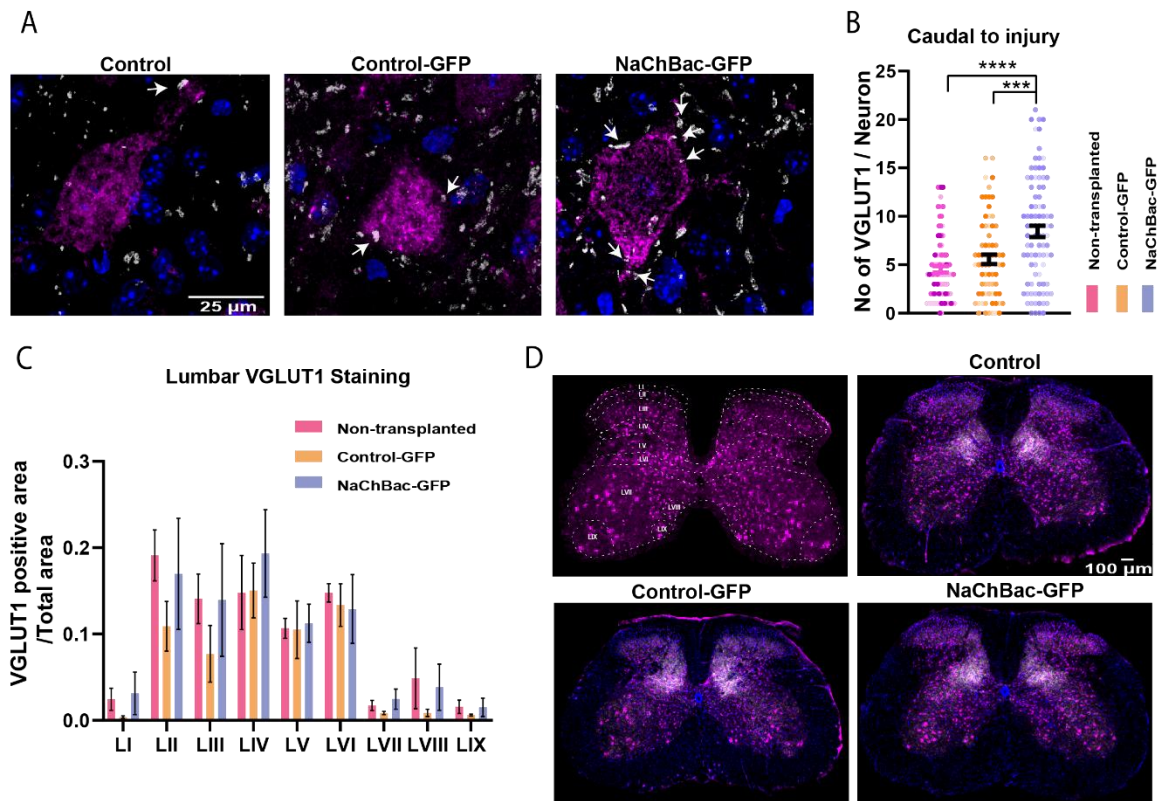 A
Control
Control-GFP
NaChBac-GFP
25 µm
B
Caudal to injury
No of VGLUT1 / Neuron
25
20
15
10
5
0
****
***
Non-transplanted
Control-GFP
NaChBac-GFP
C
Lumbar VGLUT1 Staining
Non-transplanted
Control-GFP
NaChBac-GFP
VGLUT1 positive area
/Total area
0.3
0.2
0.1
0.0
LI LII LIII LIV LV LVI LVII LVIII LIX
D
LI
LII
LIII
LIV
LV
LVI
LVII
LVIII
LIX
LIX
Control
100 µm
Control-GFP
NaChBac-GFP